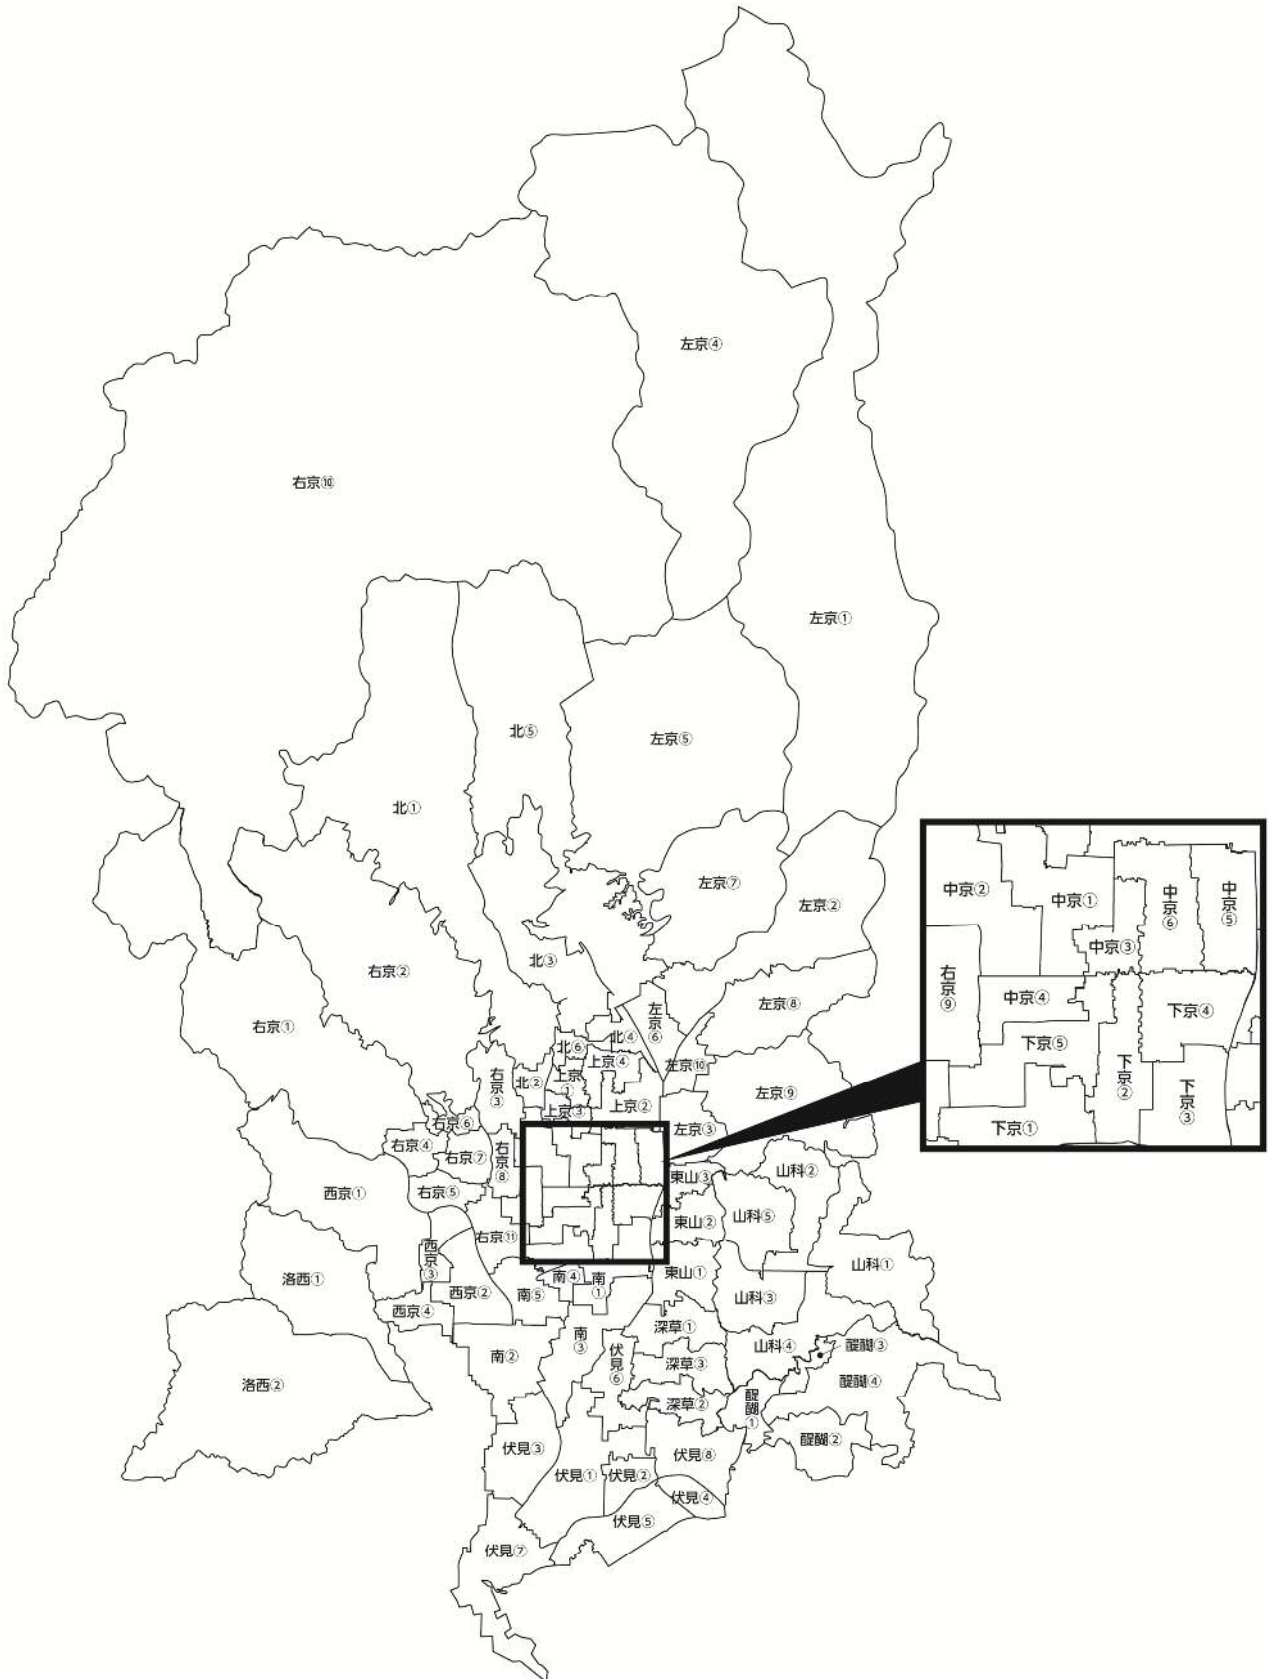 左京④
右京⑩
左京①
北⑤
左京⑤
北①
左京⑦
左京②
北③
右京②
左京⑧
右京①
左京⑥
北④
北⑥
上京④
左京⑩
右京③
北②
上京①
左京⑨
上京③
上京②
右京⑥
左京③
右京④
右京⑦
右京⑧
東山③
山科②
西京①
右京⑤
東山②
山科⑤
右京⑪
西京③
洛西①
西京②
南④
南①
東山①
山科①
南⑤
山科③
西京④
深草①
南③
南②
伏見⑥
深草③
山科④
醍醐③
洛西②
醍醐④
深草②
醍醐①
伏見③
伏見⑧
醍醐②
伏見①
伏見②
伏見④
伏見⑤
伏見⑦
中京②
中京①
中京⑥
中京⑤
中京③
右京⑨
中京④
下京④
下京⑤
下京②
下京③
下京①